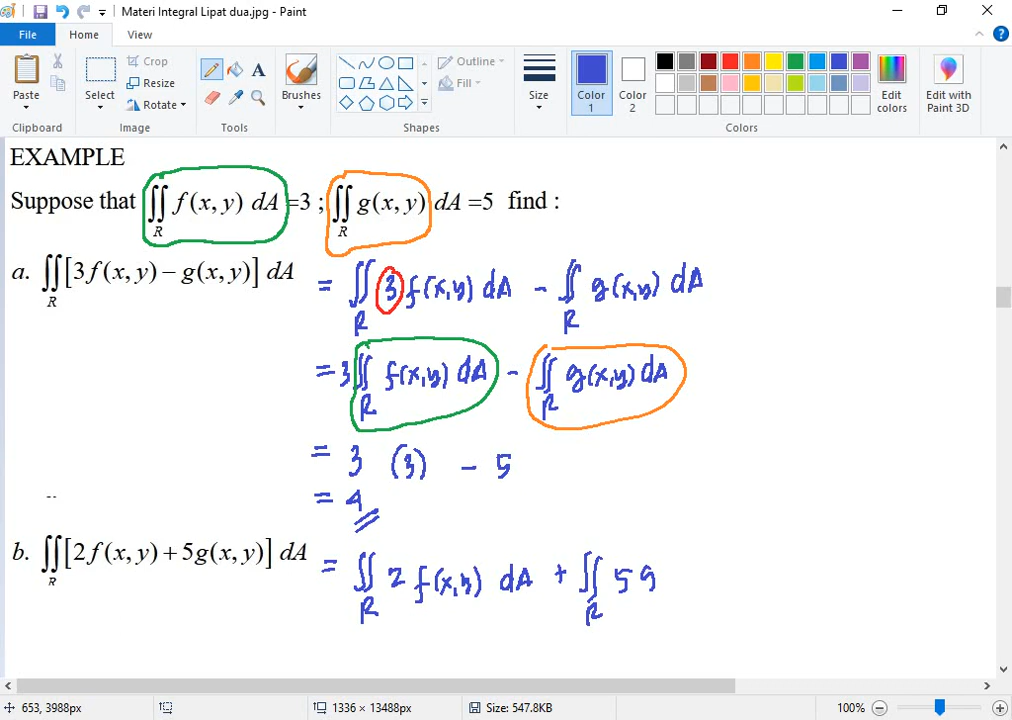 Materi Integral Lipat dua.jpg - Paint
File Home View
Paste Select Crop Resize Rotate A Brushes Outline Fill Size Color 1 Color 2 Edit colors Edit with Paint 3D
Clipboard Image Tools Shapes Colors
EXAMPLE
Suppose that ∬_R f(x, y) dA =3 ; ∬_R g(x, y) dA =5 find :
a. ∬_R [3f(x, y) − g(x, y)] dA = ∬_R 3 f(x,y) dA − ∬_R g(x,y) dA
= 3 ∬_R f(x,y) dA − ∬_R g(x,y) dA
= 3 (3) − 5
= 4
b. ∬_R [2f(x, y) + 5g(x, y)] dA = ∬_R 2 f(x,y) dA + ∬_R 5 g
653, 3988px 1336 × 13488px Size: 547.8KB 100%